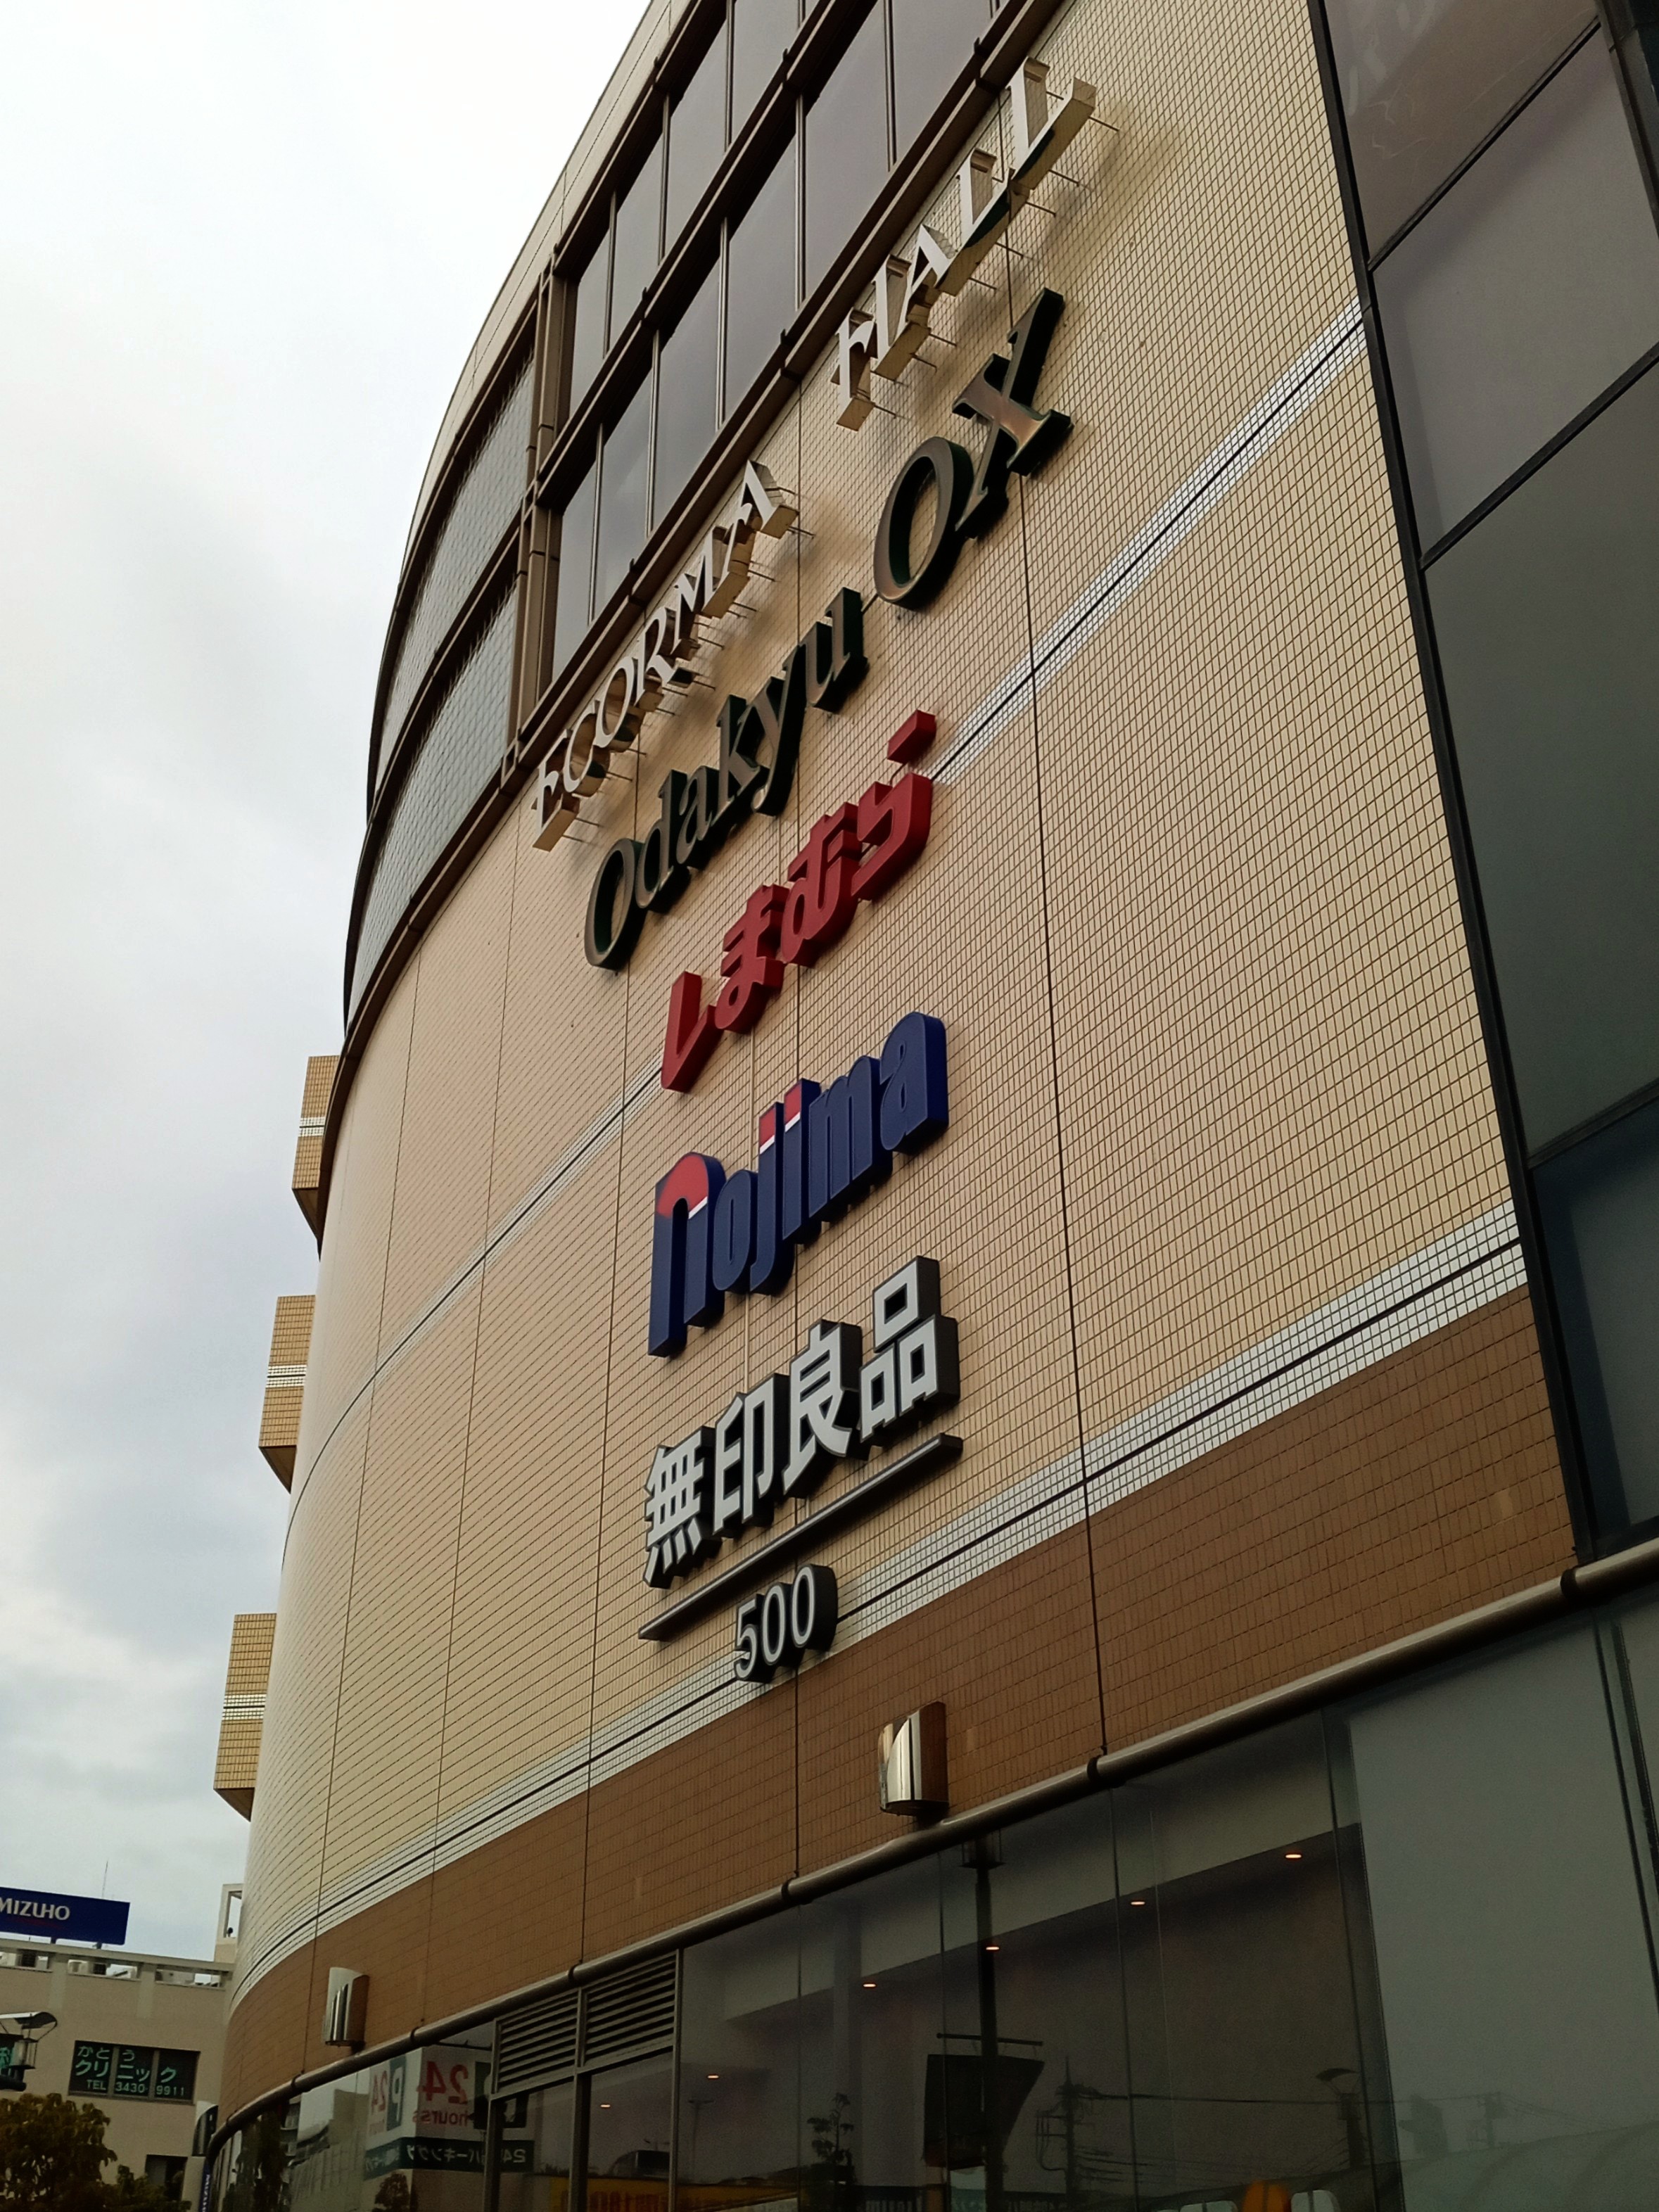 ECORMA HALL
Odakyu OX
しまむら
nojima
無印良品
500
MIZUHO
かとう
クリニック
TEL 3430-9911
24
hours
P